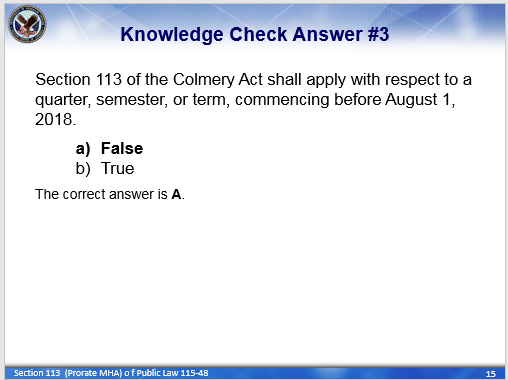 Knowledge Check Answer #3
Section 113 of the Colmery Act shall apply with respect to a
quarter, semester, or term, commencing before August 1,
2018.
a) False
b) True
The correct answer is A.
Section 113 (Prorate MHA) o f Public Law 115-48
15